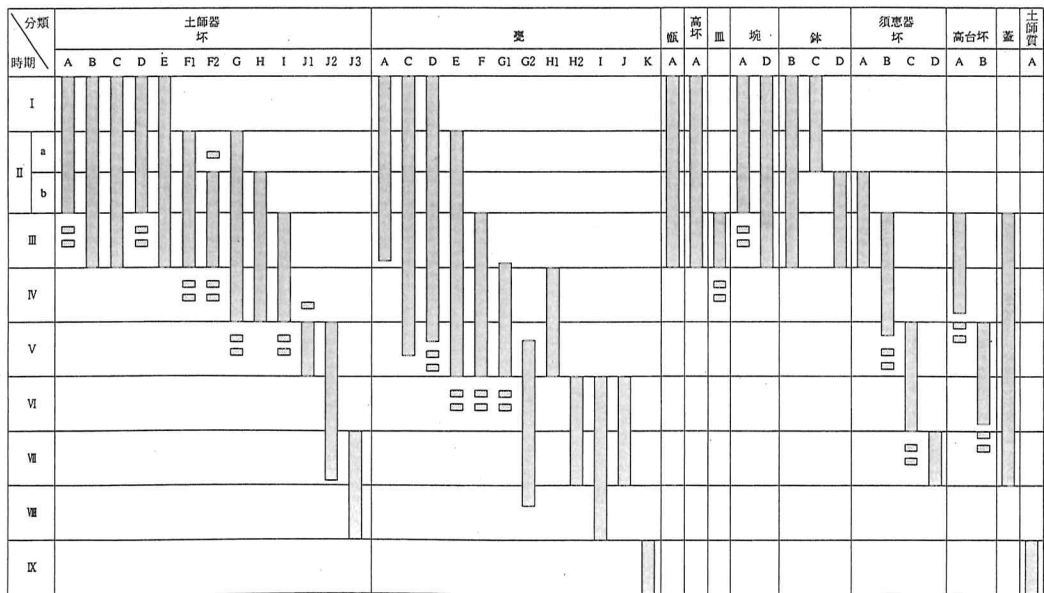 分類
時期
土師器
坏
甕
甑
高坏
皿
埦
鉢
須恵器
坏
高台坏
蓋
土師質
A B C D E F1 F2 G H I J1 J2 J3 A C D E F G1 G2 H1 H2 I J K A A A D B C D A B C D A B A
I
II
a
b
III
IV
V
VI
VII
VIII
IX